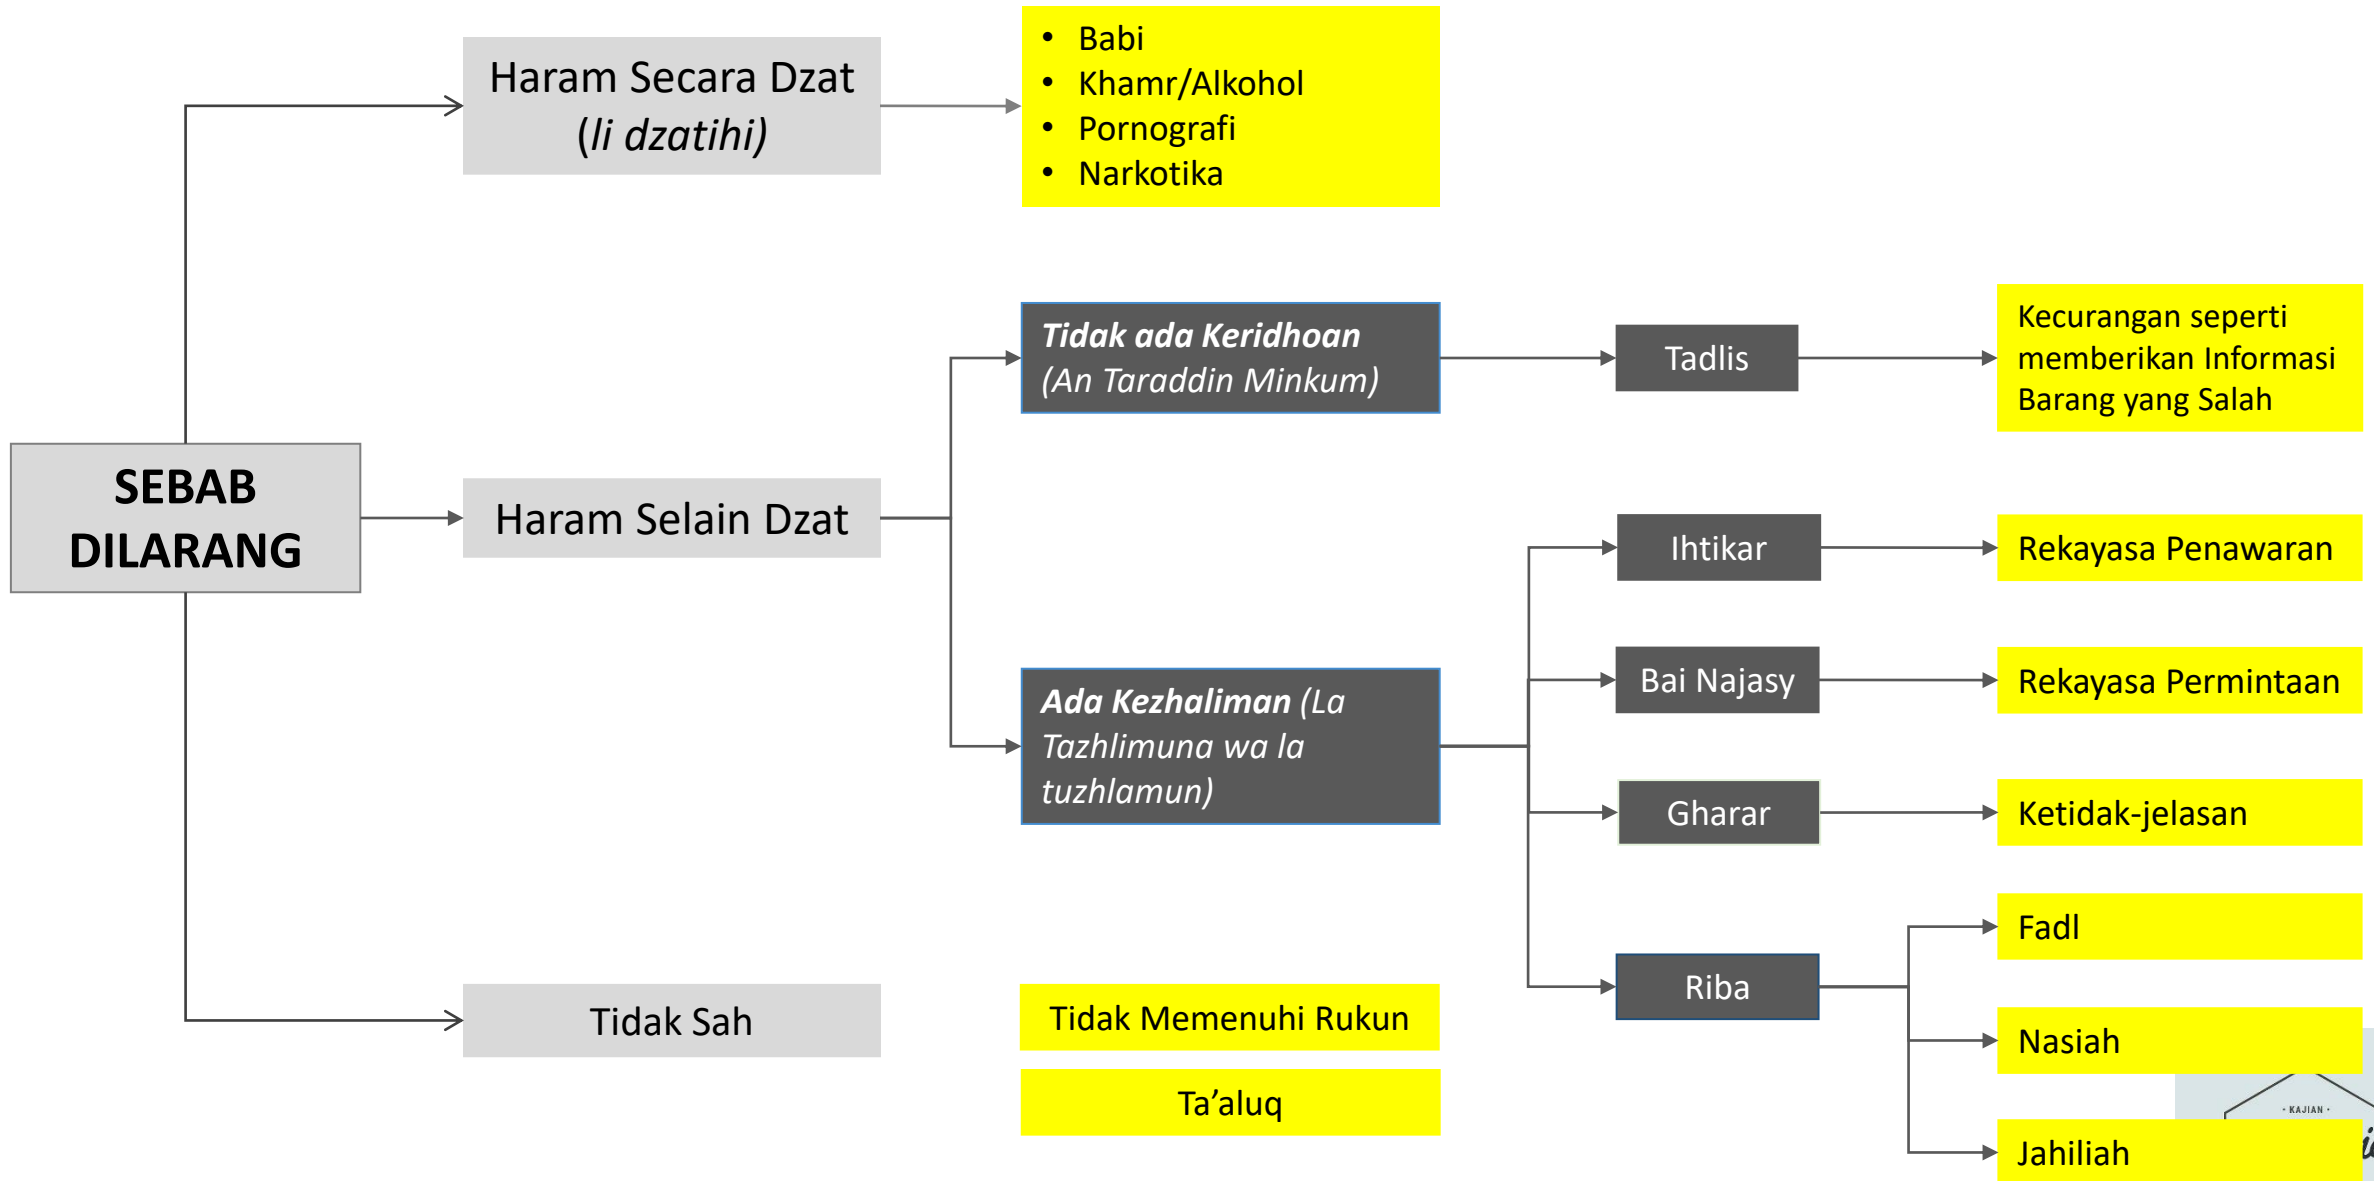 Haram Secara Dzat
(li dzatihi)
• Babi
• Khamr/Alkohol
• Pornografi
• Narkotika
SEBAB
DILARANG
Haram Selain Dzat
Tidak ada Keridhoan
(An Taraddin Minkum)
Tadlis
Kecurangan seperti
memberikan Informasi
Barang yang Salah
Ada Kezhaliman (La
Tazhlimuna wa la
tuzhlamun)
Ihtikar
Rekayasa Penawaran
Bai Najasy
Rekayasa Permintaan
Gharar
Ketidak-jelasan
Riba
Fadl
Nasiah
Jahiliah
Tidak Sah
Tidak Memenuhi Rukun
Ta’aluq
• KAJIAN •